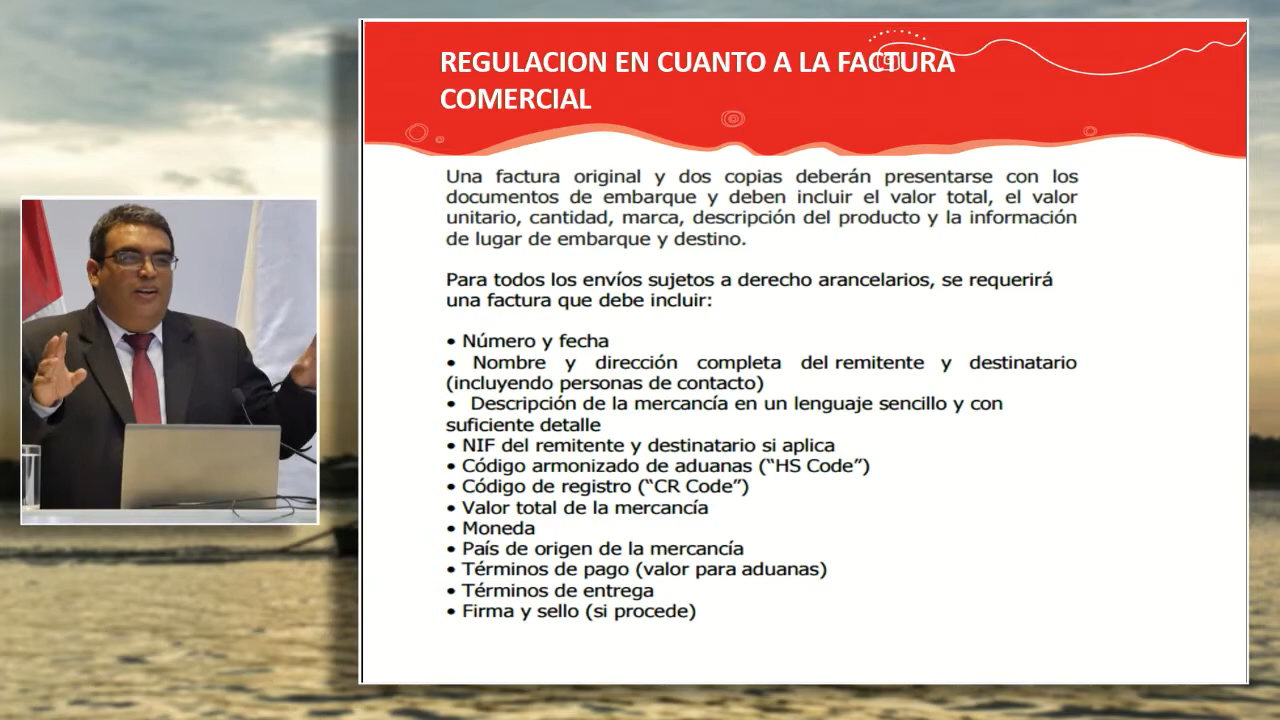 REGULACION EN CUANTO A LA FACTURA
COMERCIAL
Una factura original y dos copias deberán presentarse con los
documentos de embarque y deben incluir el valor total, el valor
unitario, cantidad, marca, descripción del producto y la información
de lugar de embarque y destino.
Para todos los envíos sujetos a derecho arancelarios, se requerirá
una factura que debe incluir:
• Número y fecha
• Nombre y dirección completa del remitente y destinatario
(incluyendo personas de contacto)
• Descripción de la mercancía en un lenguaje sencillo y con
suficiente detalle
• NIF del remitente y destinatario si aplica
• Código armonizado de aduanas (“HS Code”)
• Código de registro (“CR Code”)
• Valor total de la mercancía
• Moneda
• País de origen de la mercancía
• Términos de pago (valor para aduanas)
• Términos de entrega
• Firma y sello (si procede)